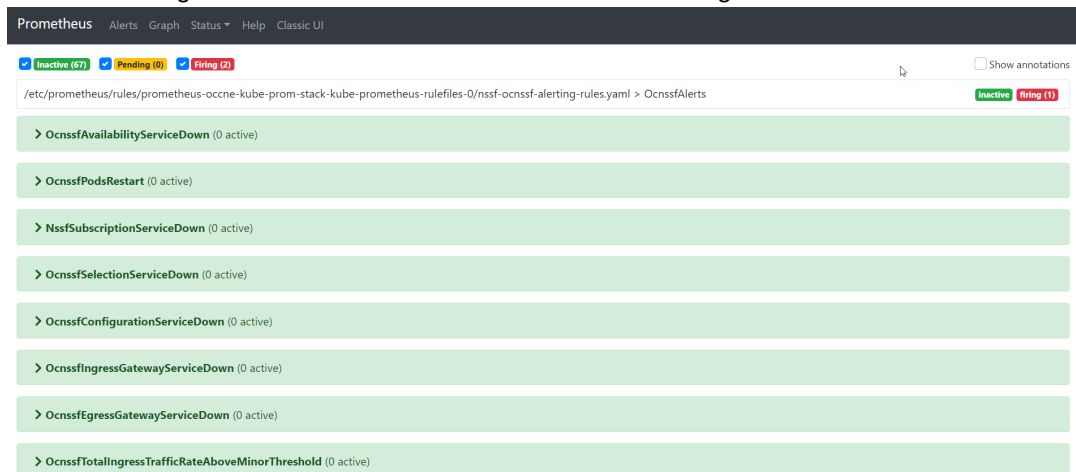 Prometheus Alerts Graph Status Help Classic UI
Inactive (67) Pending (0) Firing (2) Show annotations
/etc/prometheus/rules/prometheus-occne-kube-prom-stack-kube-prometheus-rulefiles-0/nssf-ocnssf-alerting-rules.yaml > OcnssfAlerts inactive firing (1)
OcnssfAvailabilityServiceDown (0 active)
OcnssfPodsRestart (0 active)
NssfSubscriptionServiceDown (0 active)
OcnssfSelectionServiceDown (0 active)
OcnssfConfigurationServiceDown (0 active)
OcnssfIngressGatewayServiceDown (0 active)
OcnssfEgressGatewayServiceDown (0 active)
OcnssfTotalIngressTrafficRateAboveMinorThreshold (0 active)